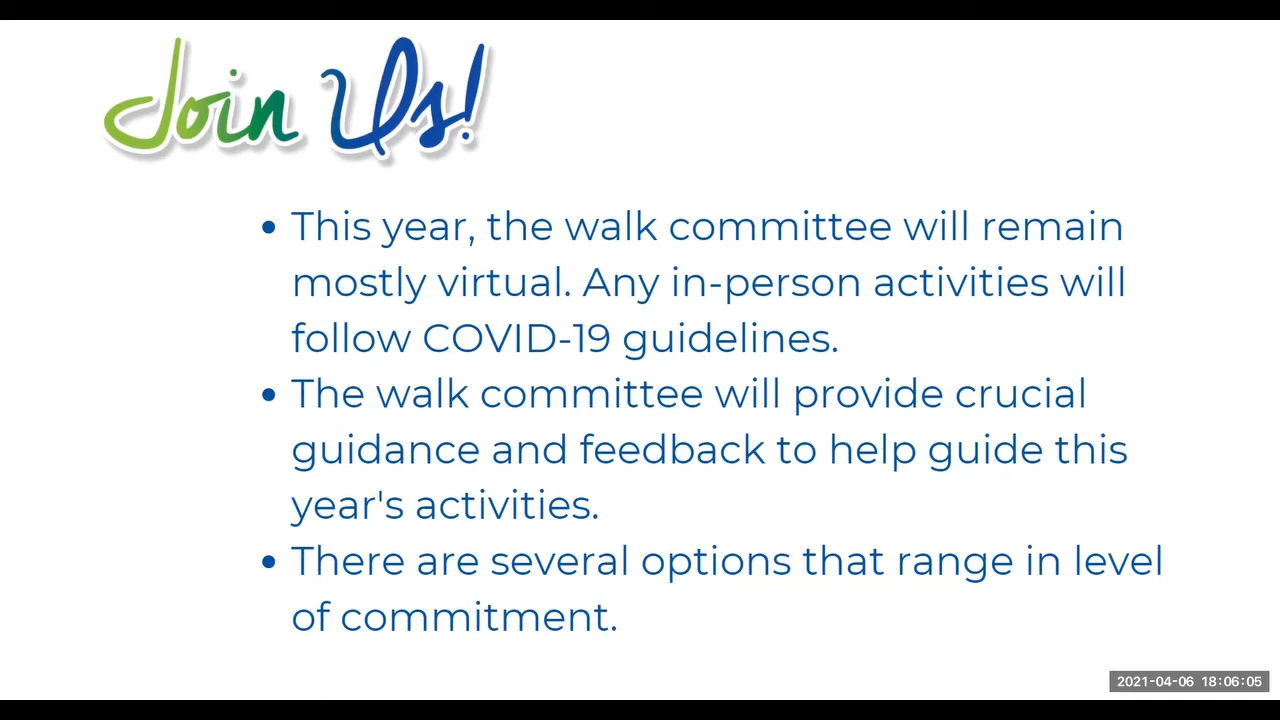 Join Us!
• This year, the walk committee will remain
mostly virtual. Any in-person activities will
follow COVID-19 guidelines.
• The walk committee will provide crucial
guidance and feedback to help guide this
year's activities.
• There are several options that range in level
of commitment.
2021-04-06 18:06:05